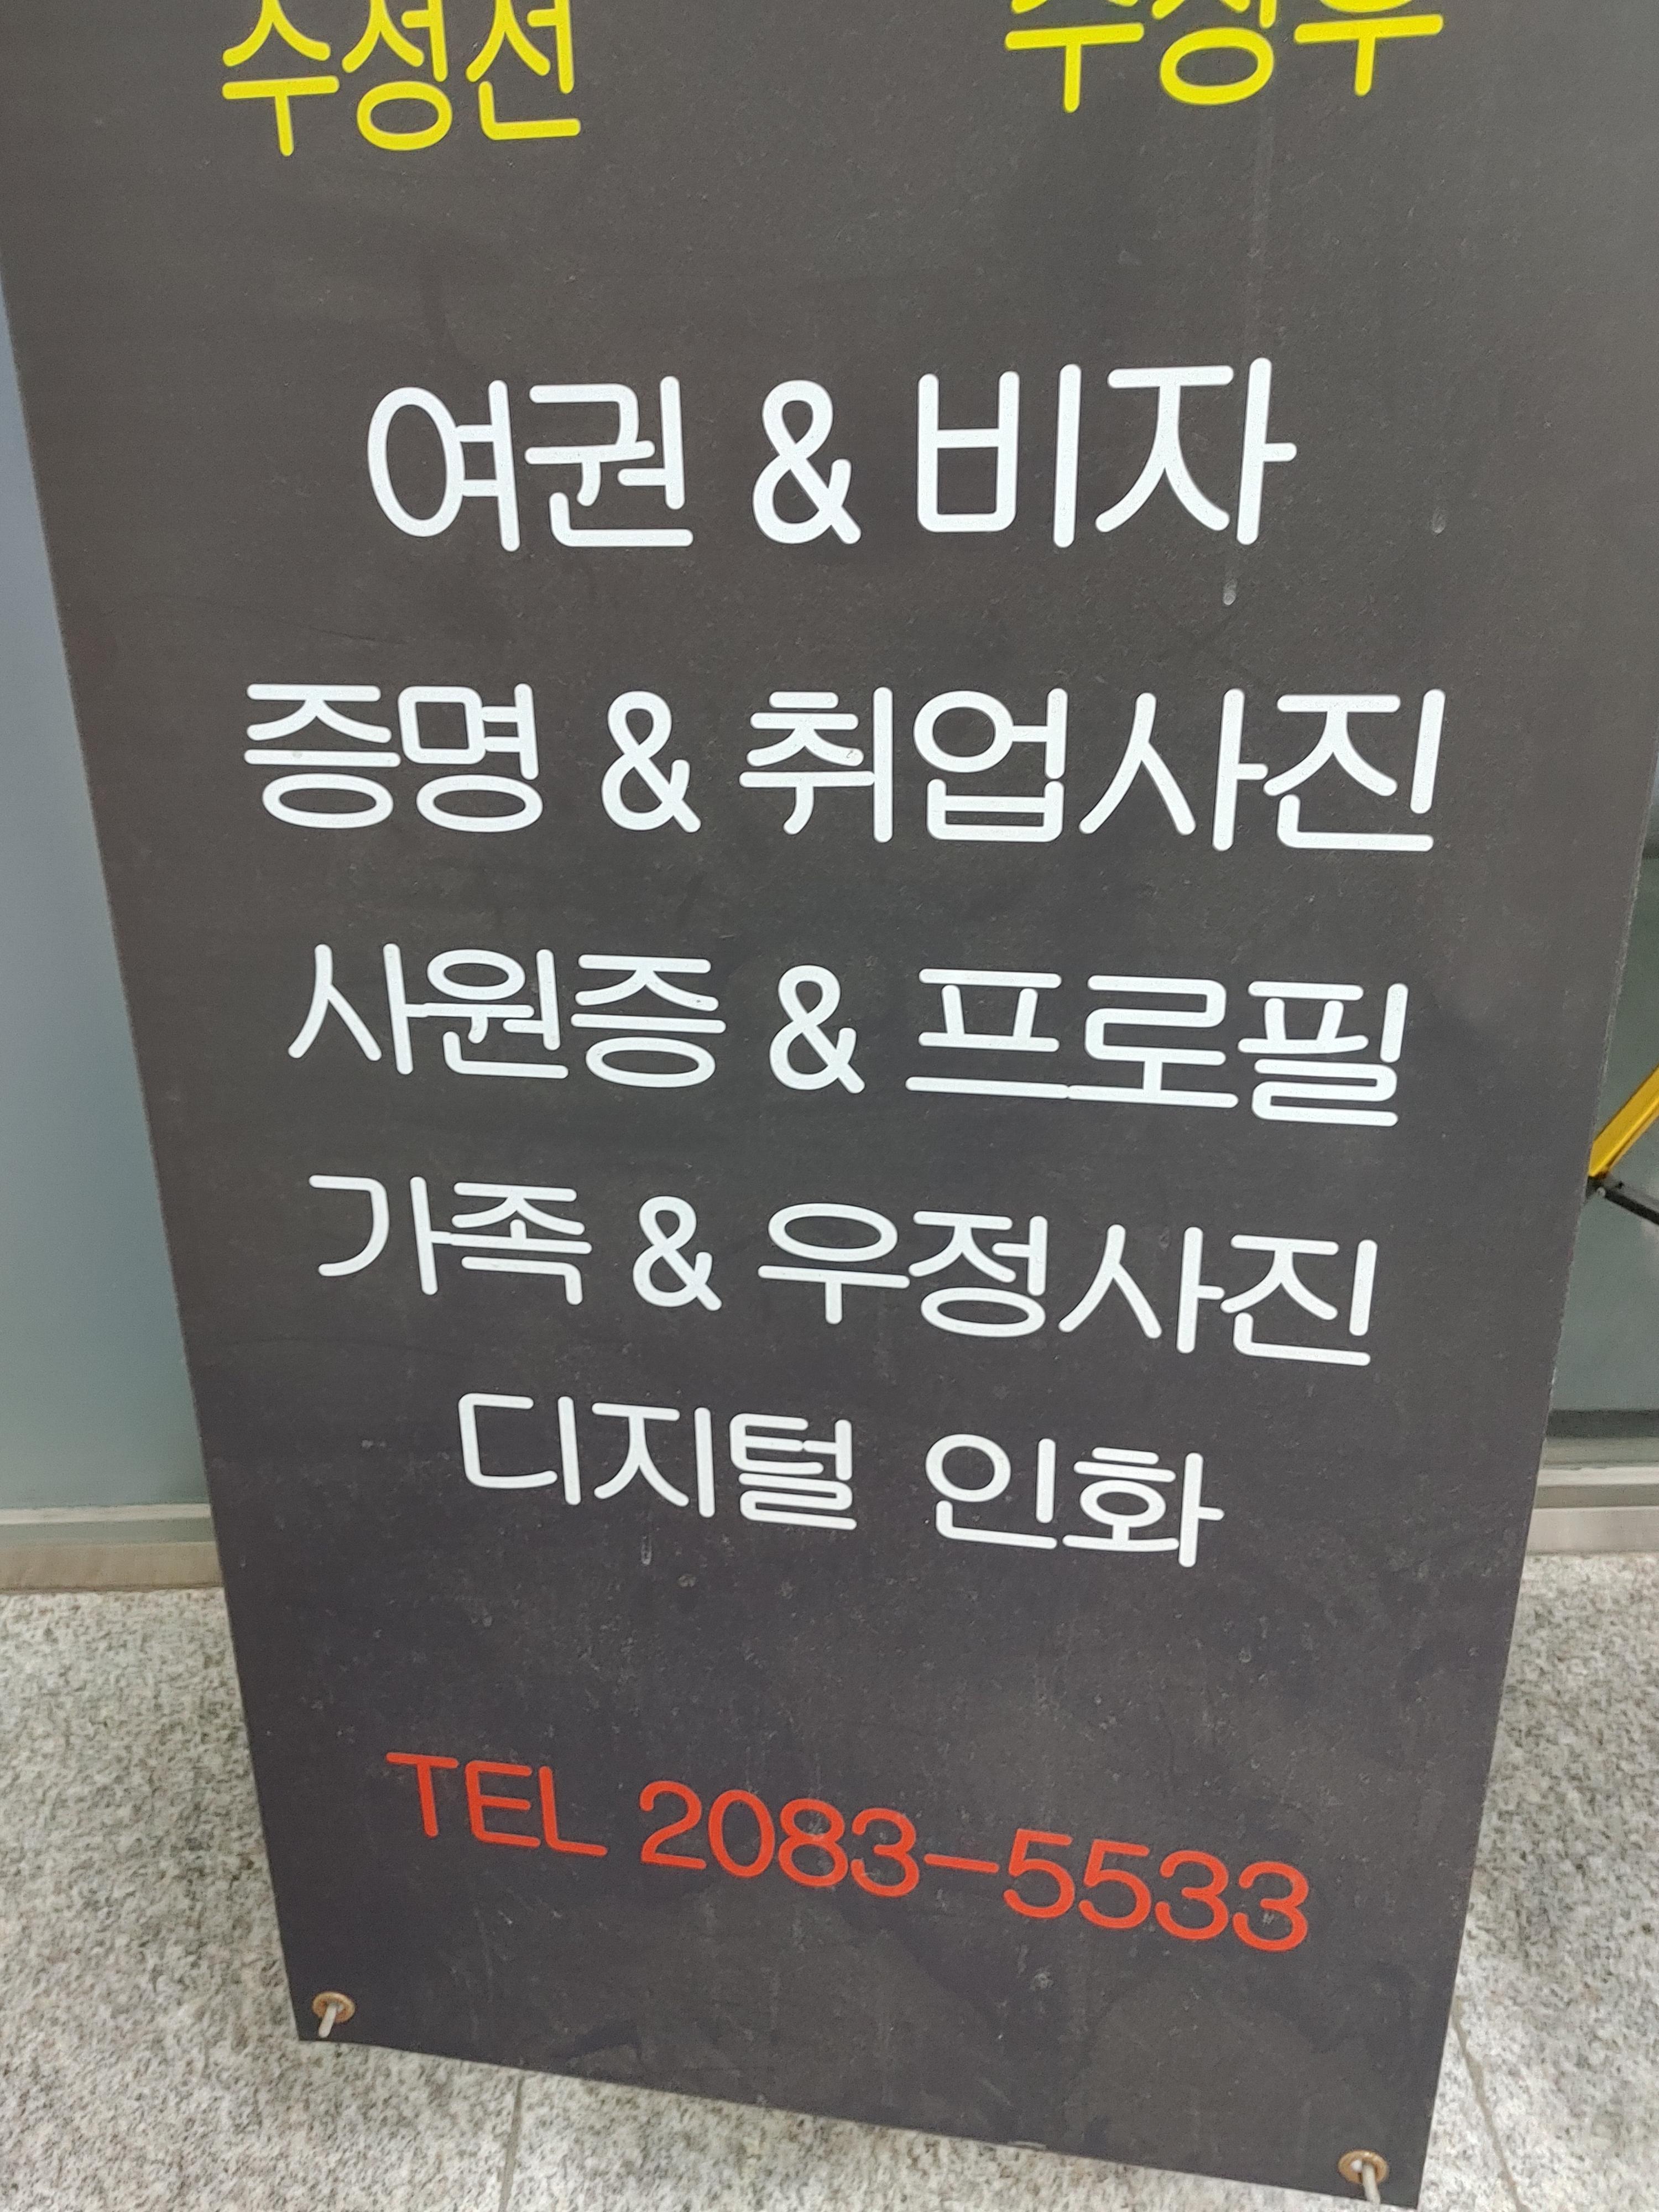 수정전 수정후
여권 & 비자
증명 & 취업사진
사원증 & 프로필
가족 & 우정사진
디지털 인화
TEL 2083-5533